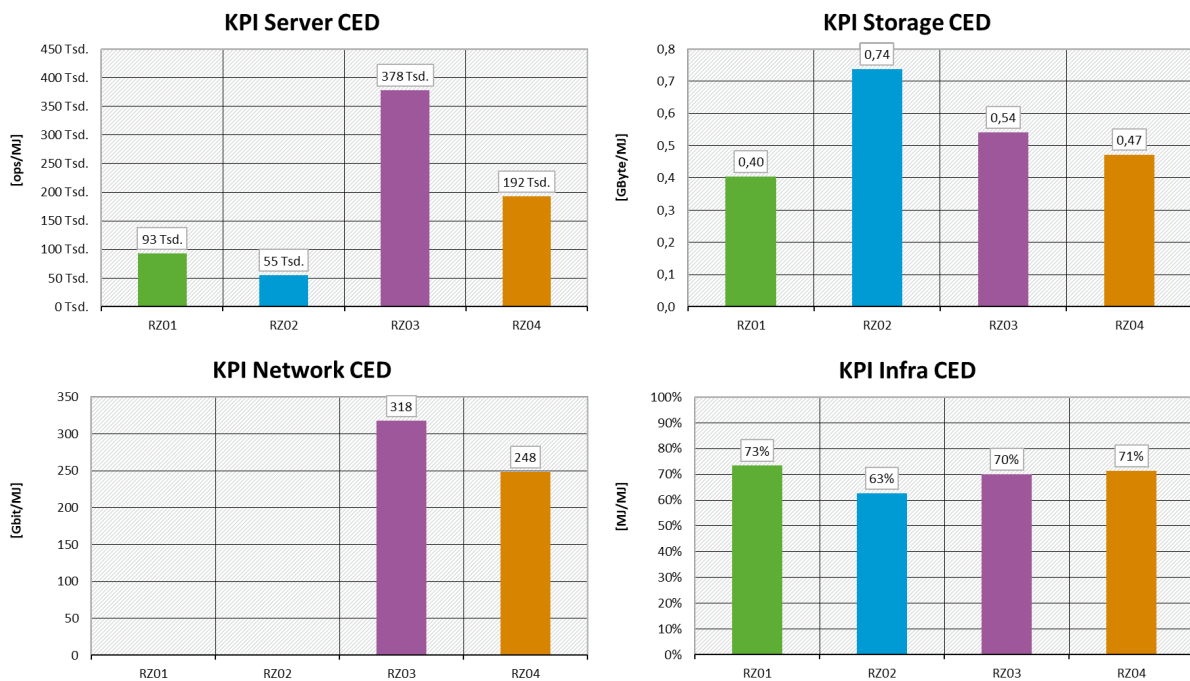 KPI Server CED
[ops/MJ]
450 Tsd.
400 Tsd.
350 Tsd.
300 Tsd.
250 Tsd.
200 Tsd.
150 Tsd.
100 Tsd.
50 Tsd.
0 Tsd.
93 Tsd.
55 Tsd.
378 Tsd.
192 Tsd.
RZ01 RZ02 RZ03 RZ04
KPI Storage CED
[GByte/MJ]
0,8
0,7
0,6
0,5
0,4
0,3
0,2
0,1
0,0
0,40
0,74
0,54
0,47
RZ01 RZ02 RZ03 RZ04
KPI Network CED
[Gbit/MJ]
350
300
250
200
150
100
50
0
318
248
RZ01 RZ02 RZ03 RZ04
KPI Infra CED
[MJ/MJ]
100%
90%
80%
70%
60%
50%
40%
30%
20%
10%
0%
73%
63%
70%
71%
RZ01 RZ02 RZ03 RZ04